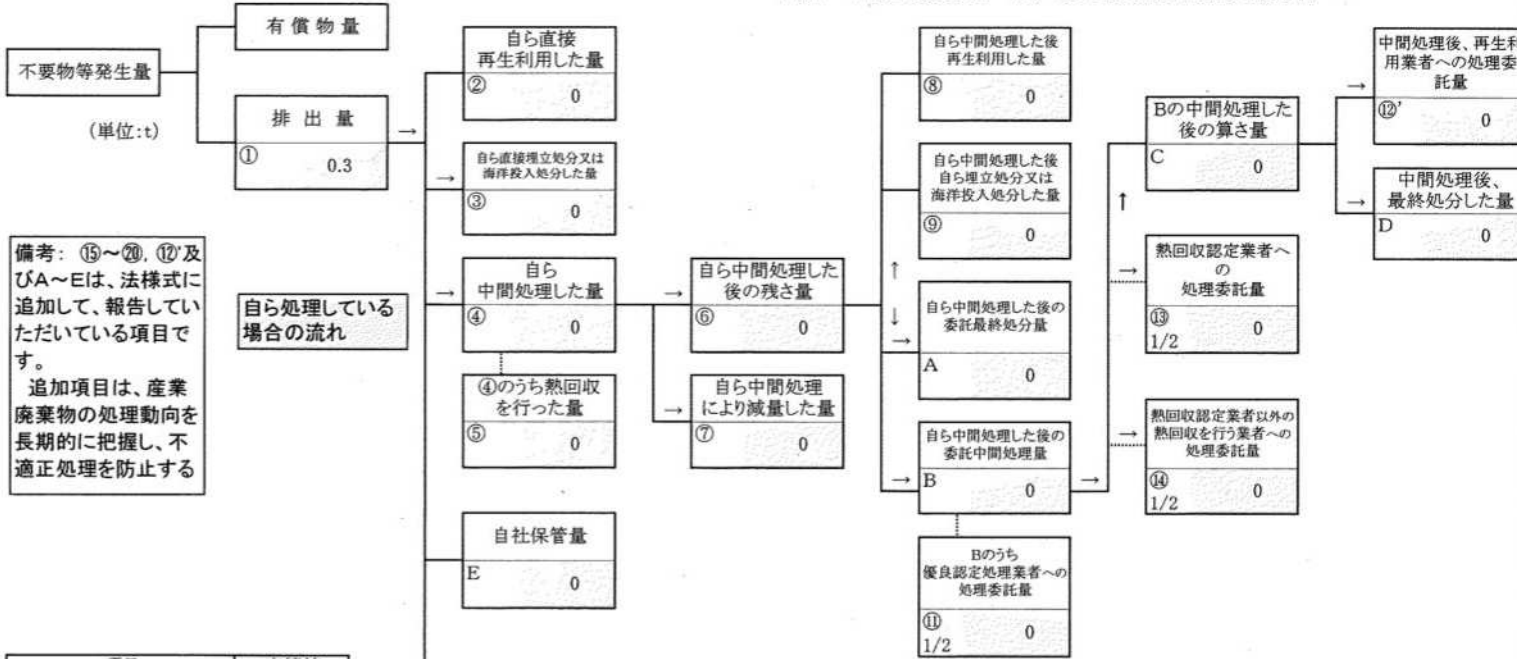 有償物量
不要物等発生量
(単位:t)
排出量
→
①
0.3
備考: ⑮～⑳, ⑫'及
びA～Eは、法様式に
追加して、報告してい
ただいている項目で
す。
追加項目は、産業
廃棄物の処理動向を
長期的に把握し、不
適正処理を防止する
自ら処理している
場合の流れ
自ら直接
再生利用した量
②
0
→
自ら直接埋立処分又は
海洋投入処分した量
③
0
→
自ら
中間処理した量
④
0
④のうち熱回収
を行った量
⑤
0
自社保管量
E
0
→
自ら中間処理した
後の残さ量
⑥
0
→
自ら中間処理
により減量した量
⑦
0
自ら中間処理した後
再生利用した量
⑧
0
自ら中間処理した後
自ら埋立処分又は
海洋投入処分した量
⑨
0
↑
↓
→
自ら中間処理した後の
委託最終処分量
A
0
→
自ら中間処理した後の
委託中間処理量
B
0
→
Bのうち
優良認定処理業者への
処理委託量
⑪
1/2
0
Bの中間処理した
後の算さ量
C
0
↑
→
熱回収認定業者へ
の
処理委託量
⑬
1/2
0
→
熱回収認定業者以外の
熱回収を行う業者への
処理委託量
⑭
1/2
0
→
中間処理後、再生利
用業者への処理委
託量
⑫'
0
→
中間処理後、
最終処分した量
D
0